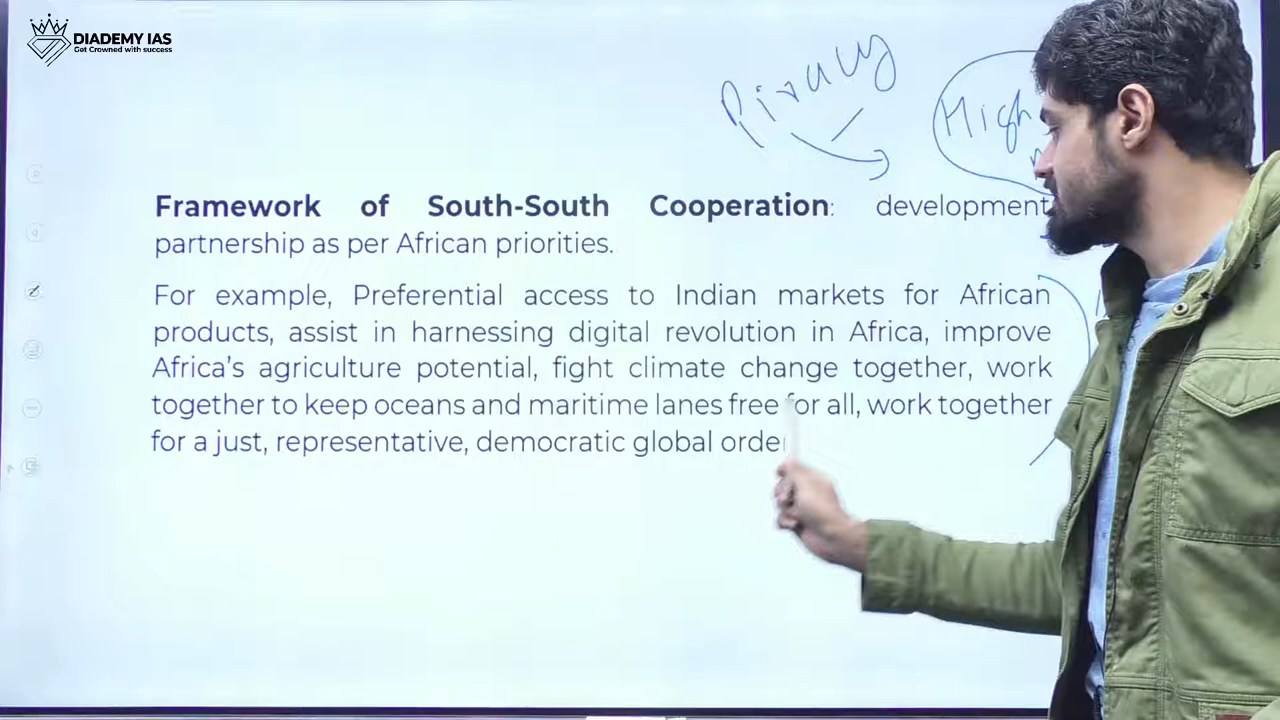 DIADEMY IAS
Get Crowned with success
Piracy
High
Framework of South-South Cooperation: development
partnership as per African priorities.
For example, Preferential access to Indian markets for African
products, assist in harnessing digital revolution in Africa, improve
Africa's agriculture potential, fight climate change together, work
together to keep oceans and maritime lanes free for all, work together
for a just, representative, democratic global order